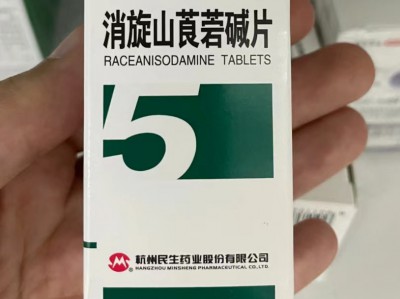 消旋山莨若碱片
RACEANISODAMINE TABLETS
5
杭州民生药业股份有限公司
HANGZHOU MINSHENG PHARMACEUTICAL CO., LTD.